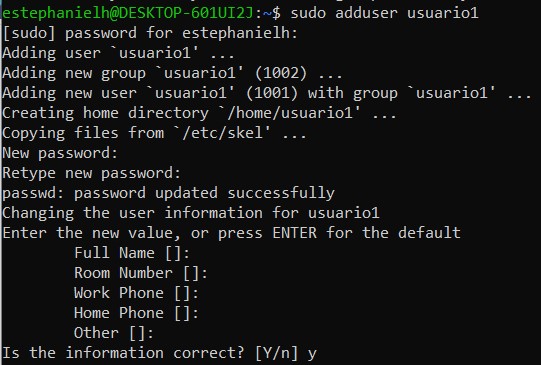 estephanielh@DESKTOP-601UI2J:~$ sudo adduser usuario1
[sudo] password for estephanielh:
Adding user `usuario1' ...
Adding new group `usuario1' (1002) ...
Adding new user `usuario1' (1001) with group `usuario1' ...
Creating home directory `/home/usuario1' ...
Copying files from `/etc/skel' ...
New password:
Retype new password:
passwd: password updated successfully
Changing the user information for usuario1
Enter the new value, or press ENTER for the default
        Full Name []:
        Room Number []:
        Work Phone []:
        Home Phone []:
        Other []:
Is the information correct? [Y/n] y